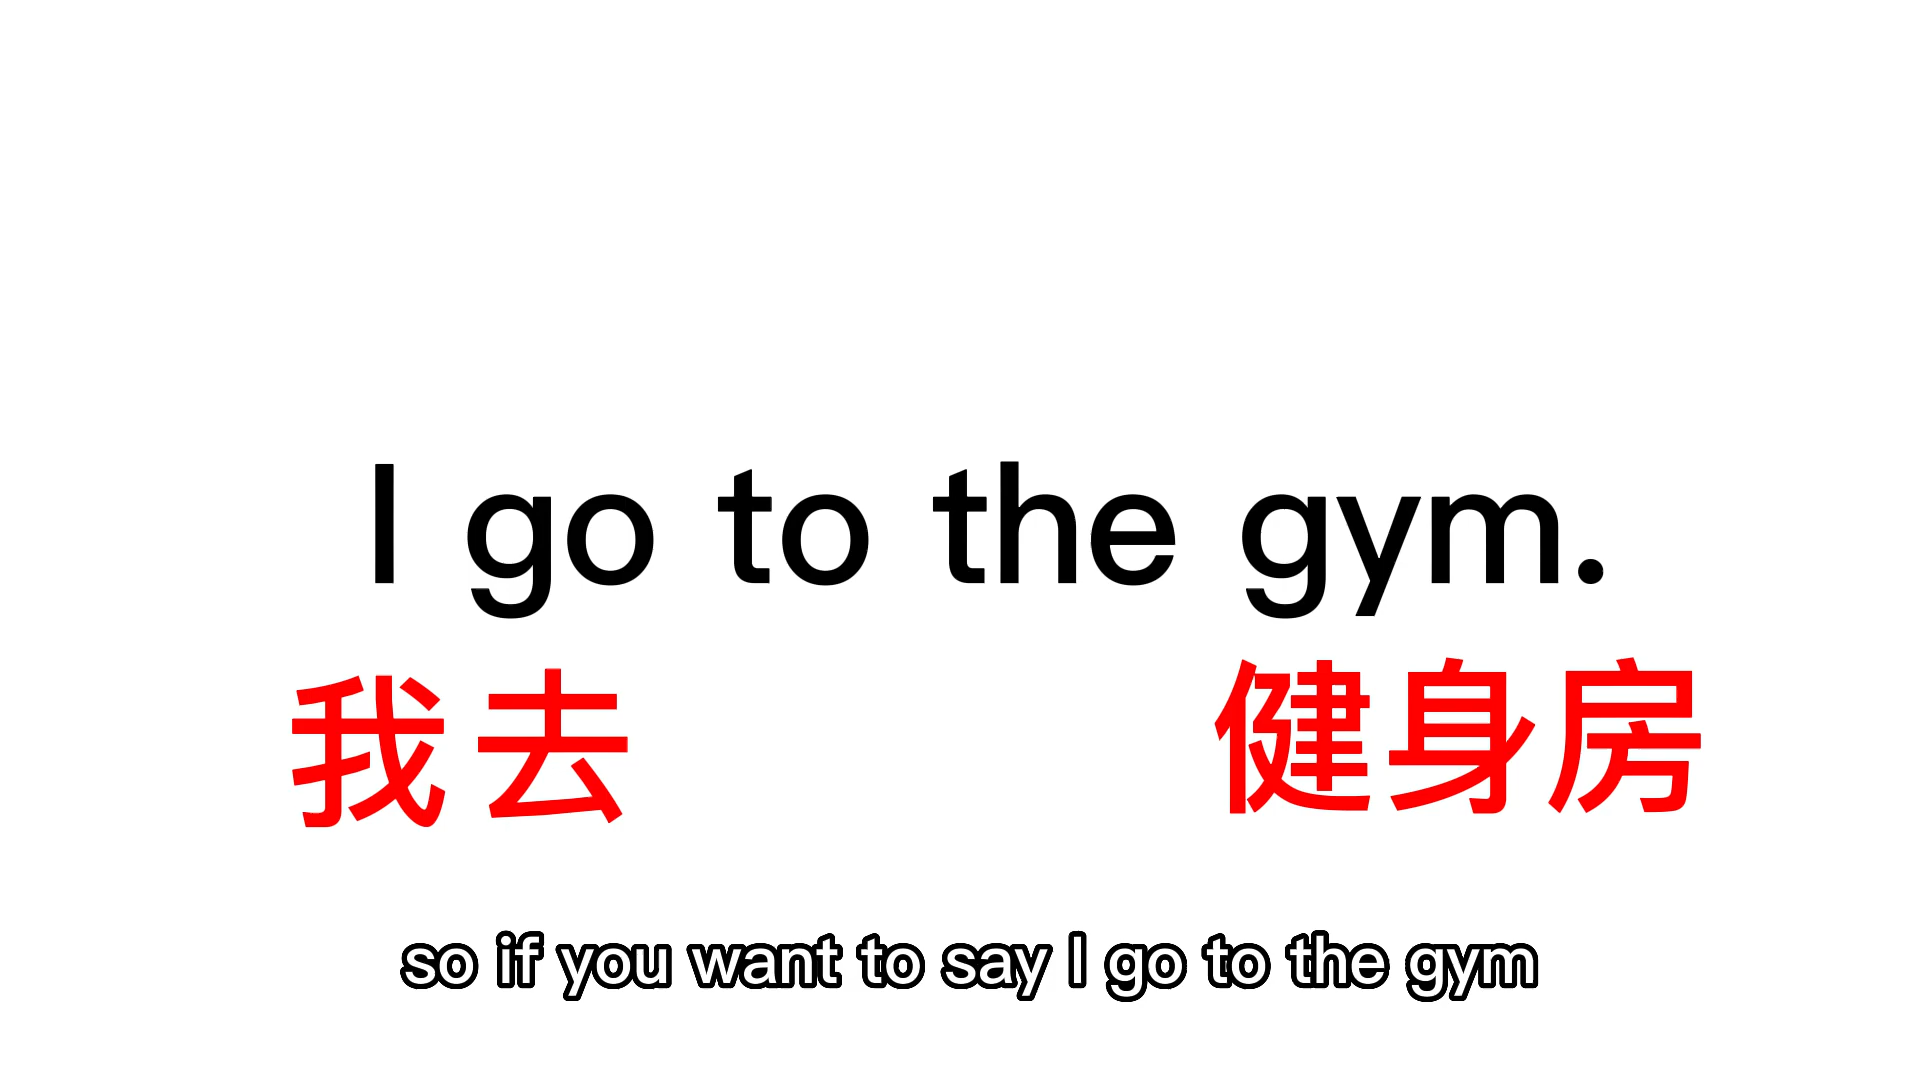 I go to the gym.
我去 健身房
so if you want to say I go to the gym